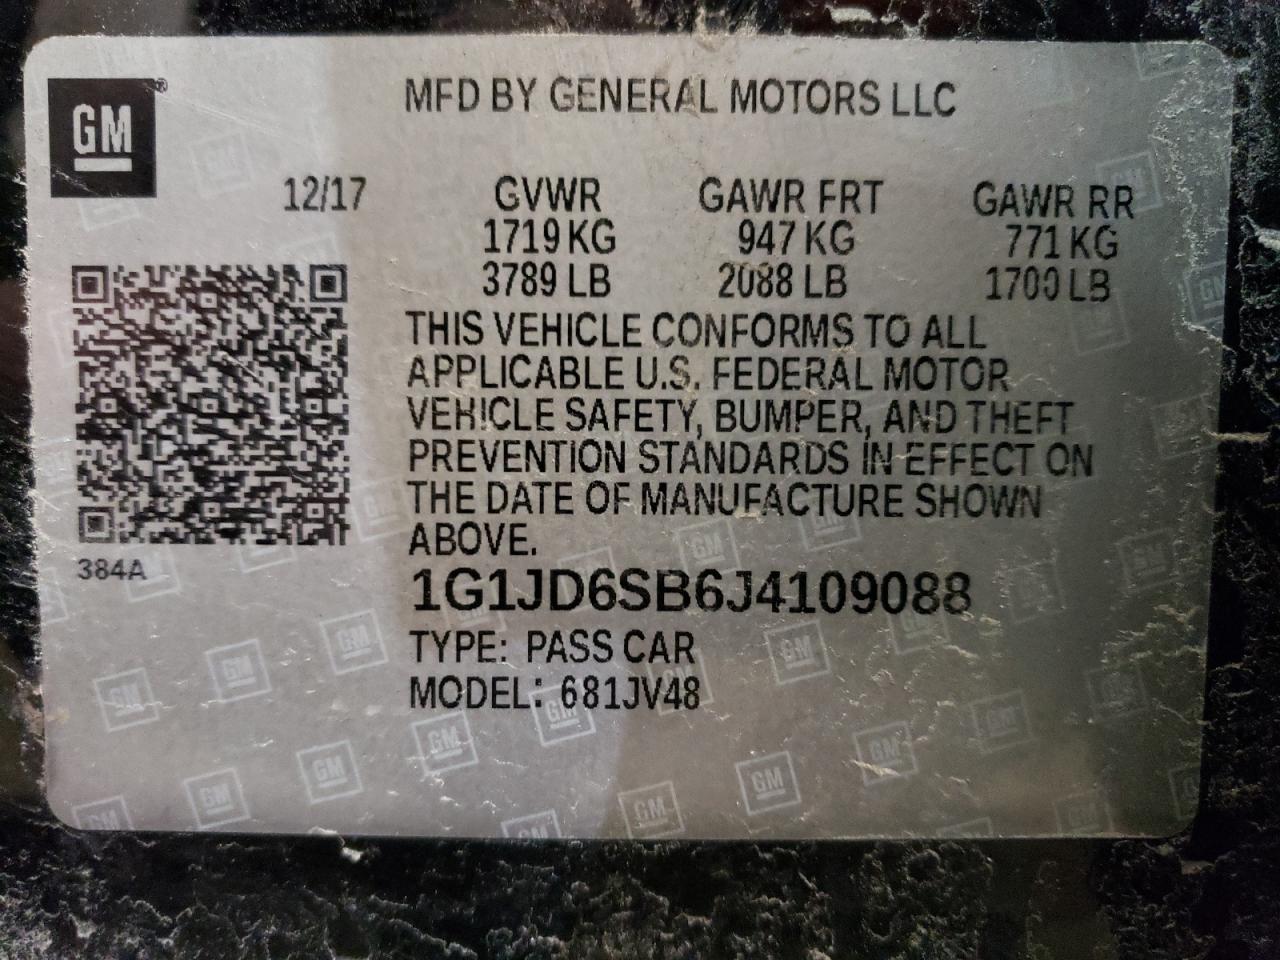 GM ®
MFD BY GENERAL MOTORS LLC
12/17 GVWR GAWR FRT GAWR RR
1719 KG 947 KG 771 KG
3789 LB 2088 LB 1700 LB
THIS VEHICLE CONFORMS TO ALL
APPLICABLE U.S. FEDERAL MOTOR
VEHICLE SAFETY, BUMPER, AND THEFT
PREVENTION STANDARDS IN EFFECT ON
THE DATE OF MANUFACTURE SHOWN
ABOVE.
384A
1G1JD6SB6J4109088
TYPE: PASS CAR
MODEL: 681JV48